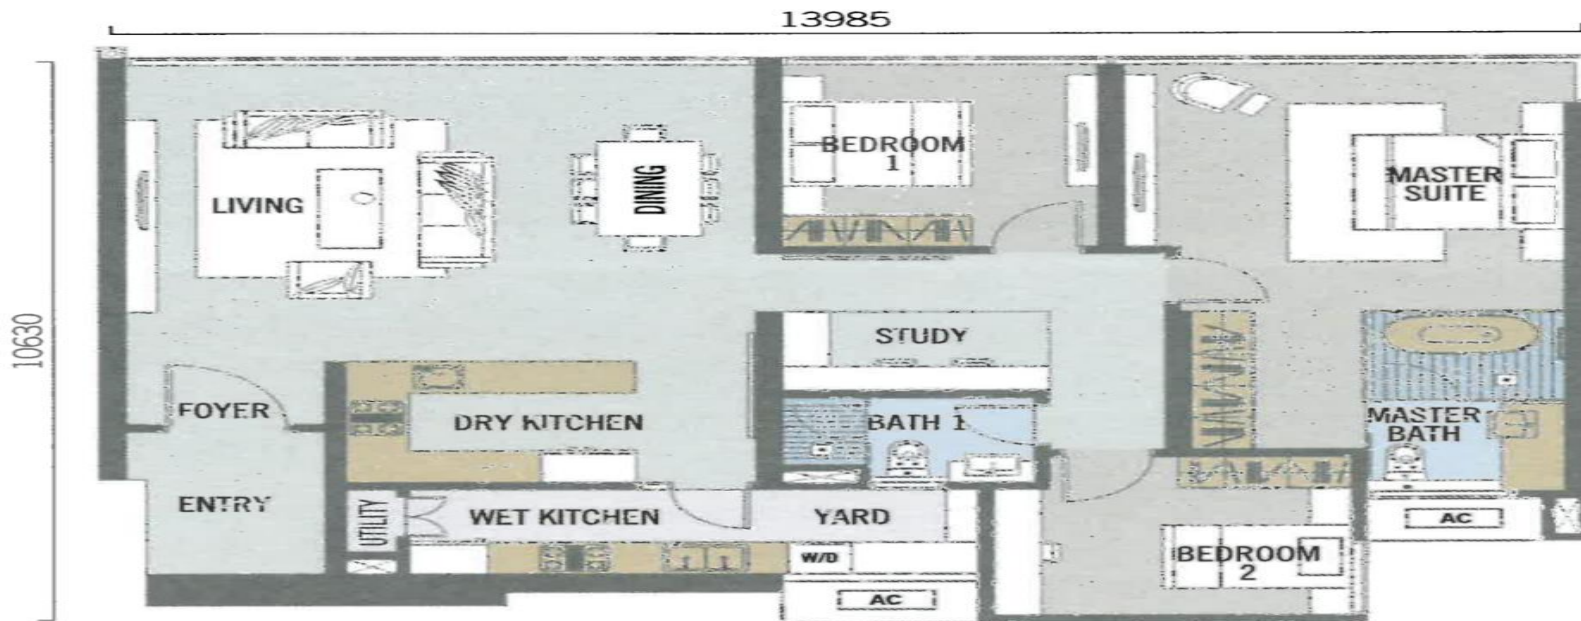 13985
10630
BEDROOM
1
MASTER
SUITE
LIVING
DINING
STUDY
FOYER
DRY KITCHEN
BATH 1
MASTER
BATH
ENTRY
UTILITY
WET KITCHEN
YARD
AC
W/D
BEDROOM
2
AC